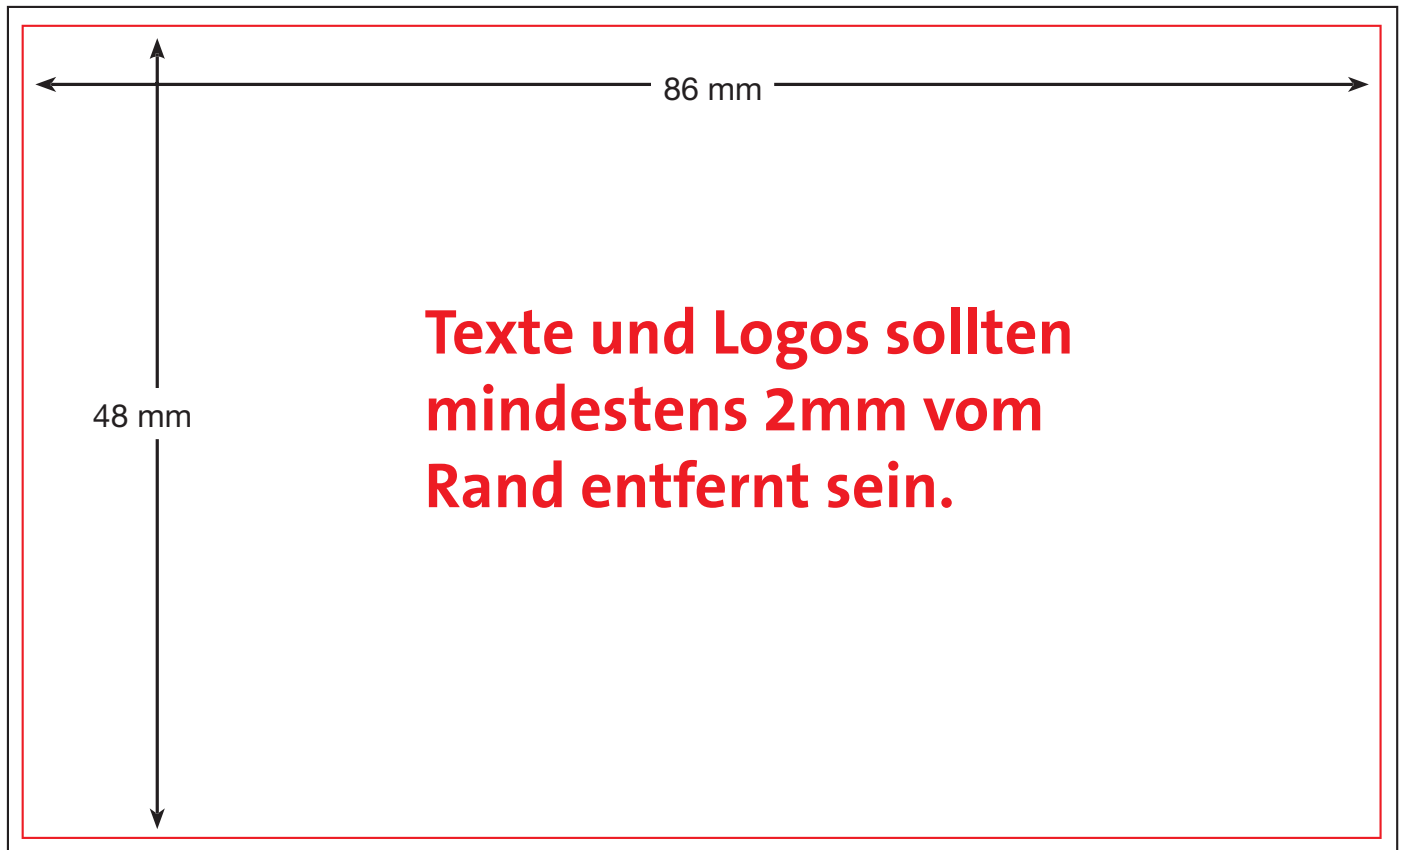 86 mm
48 mm
Texte und Logos sollten
mindestens 2mm vom
Rand entfernt sein.